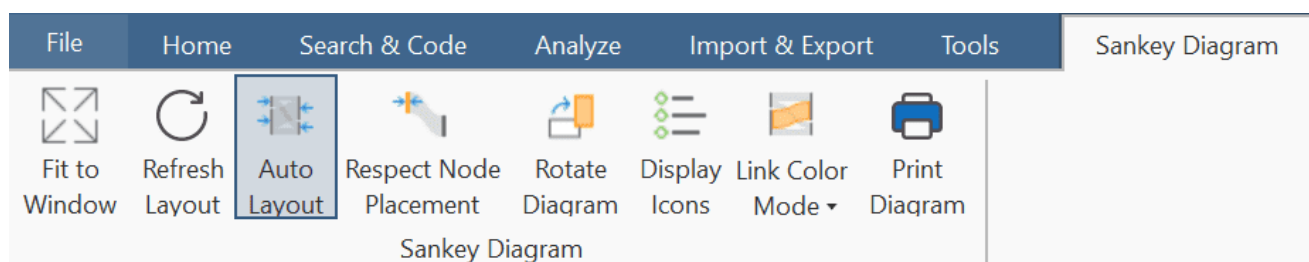 File Home Search & Code Analyze Import & Export Tools Sankey Diagram
Fit to Refresh Auto Respect Node Rotate Display Link Color Print
Window Layout Layout Placement Diagram Icons Mode ▾ Diagram
Sankey Diagram